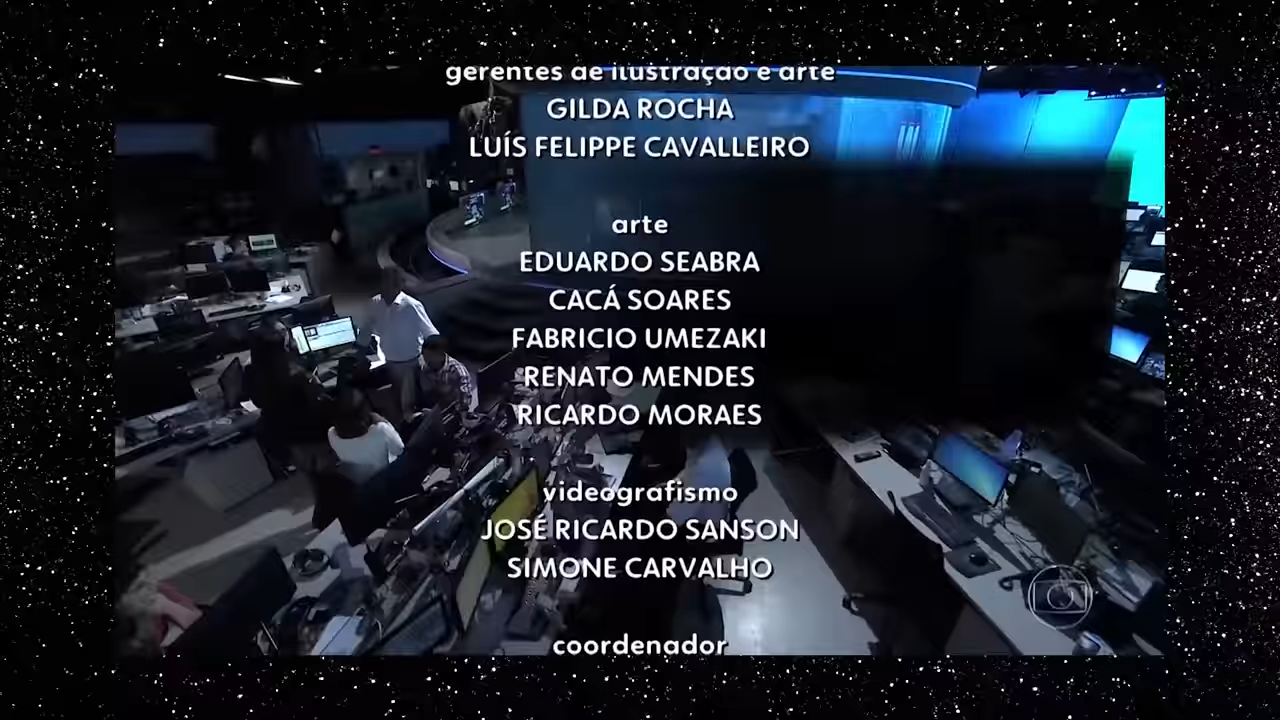 gerentes de ilustração e arte
GILDA ROCHA
LUÍS FELIPPE CAVALLEIRO
arte
EDUARDO SEABRA
CACÁ SOARES
FABRICIO UMEZAKI
RENATO MENDES
RICARDO MORAES
videografismo
JOSÉ RICARDO SANSON
SIMONE CARVALHO
coordenador